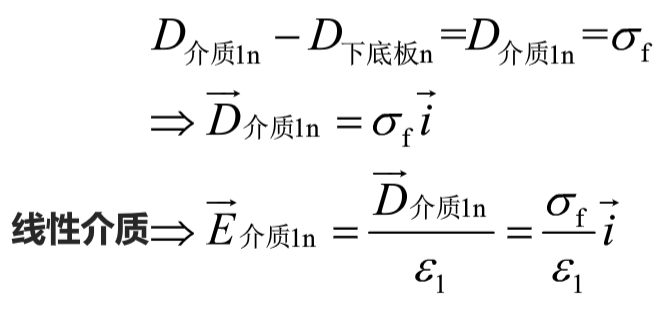 D介质1n − D下底板n = D介质1n = σf
⇒ D⃗介质1n = σf i⃗
线性介质⇒ E⃗介质1n = D⃗介质1n / ε1 = σf / ε1 i⃗